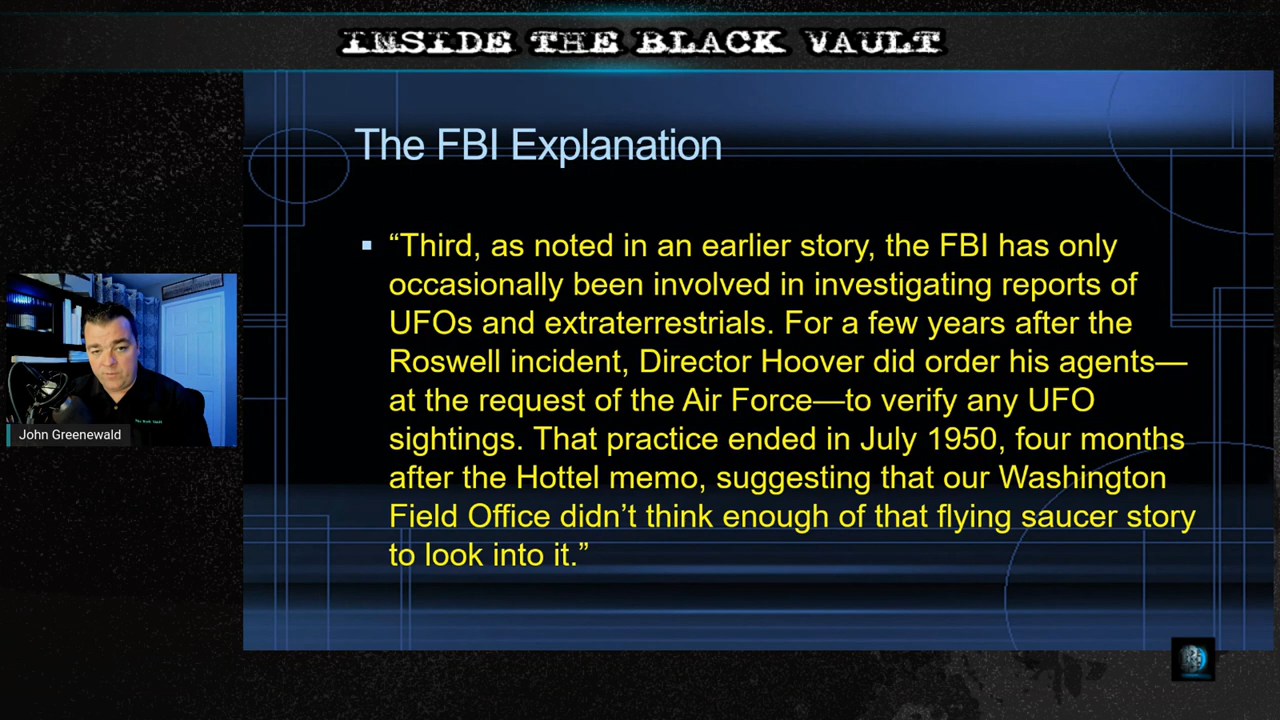 INSIDE THE BLACK VAULT
The FBI Explanation
“Third, as noted in an earlier story, the FBI has only
occasionally been involved in investigating reports of
UFOs and extraterrestrials. For a few years after the
Roswell incident, Director Hoover did order his agents—
at the request of the Air Force—to verify any UFO
sightings. That practice ended in July 1950, four months
after the Hottel memo, suggesting that our Washington
Field Office didn’t think enough of that flying saucer story
to look into it.”
John Greenewald